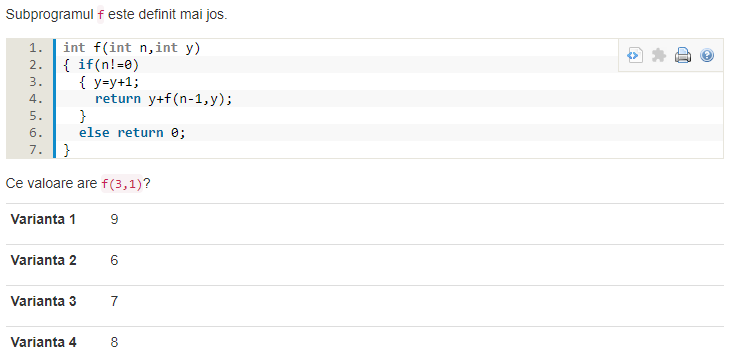 Subprogramul f este definit mai jos.
1. int f(int n,int y)
2. { if(n!=0)
3. { y=y+1;
4. return y+f(n-1,y);
5. }
6. else return 0;
7. }
Ce valoare are f(3,1)?
Varianta 1 9
Varianta 2 6
Varianta 3 7
Varianta 4 8